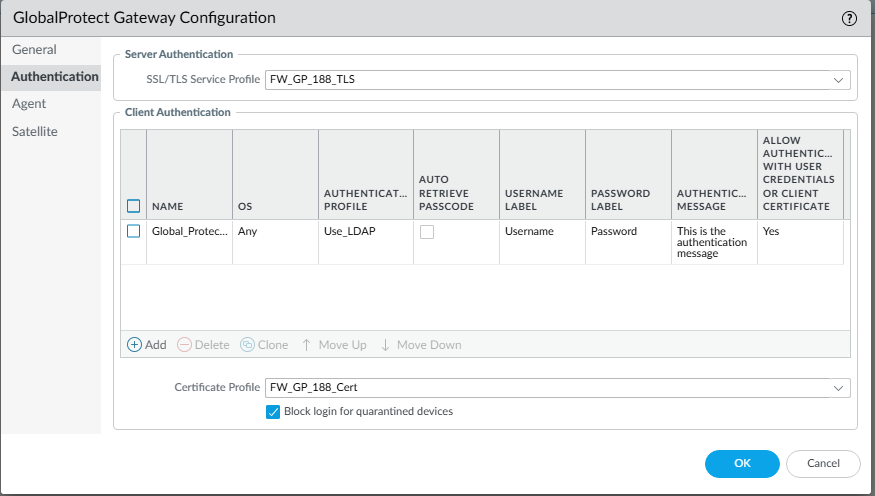 GlobalProtect Gateway Configuration
?
General
Authentication
Agent
Satellite
Server Authentication
SSL/TLS Service Profile FW_GP_188_TLS
Client Authentication
NAME
OS
AUTHENTICAT...
PROFILE
AUTO
RETRIEVE
PASSCODE
USERNAME
LABEL
PASSWORD
LABEL
AUTHENTIC...
MESSAGE
ALLOW
AUTHENTIC...
WITH USER
CREDENTIALS
OR CLIENT
CERTIFICATE
Global_Protec...
Any
Use_LDAP
Username
Password
This is the
authentication
message
Yes
Add Delete Clone Move Up Move Down
Certificate Profile FW_GP_188_Cert
Block login for quarantined devices
OK Cancel